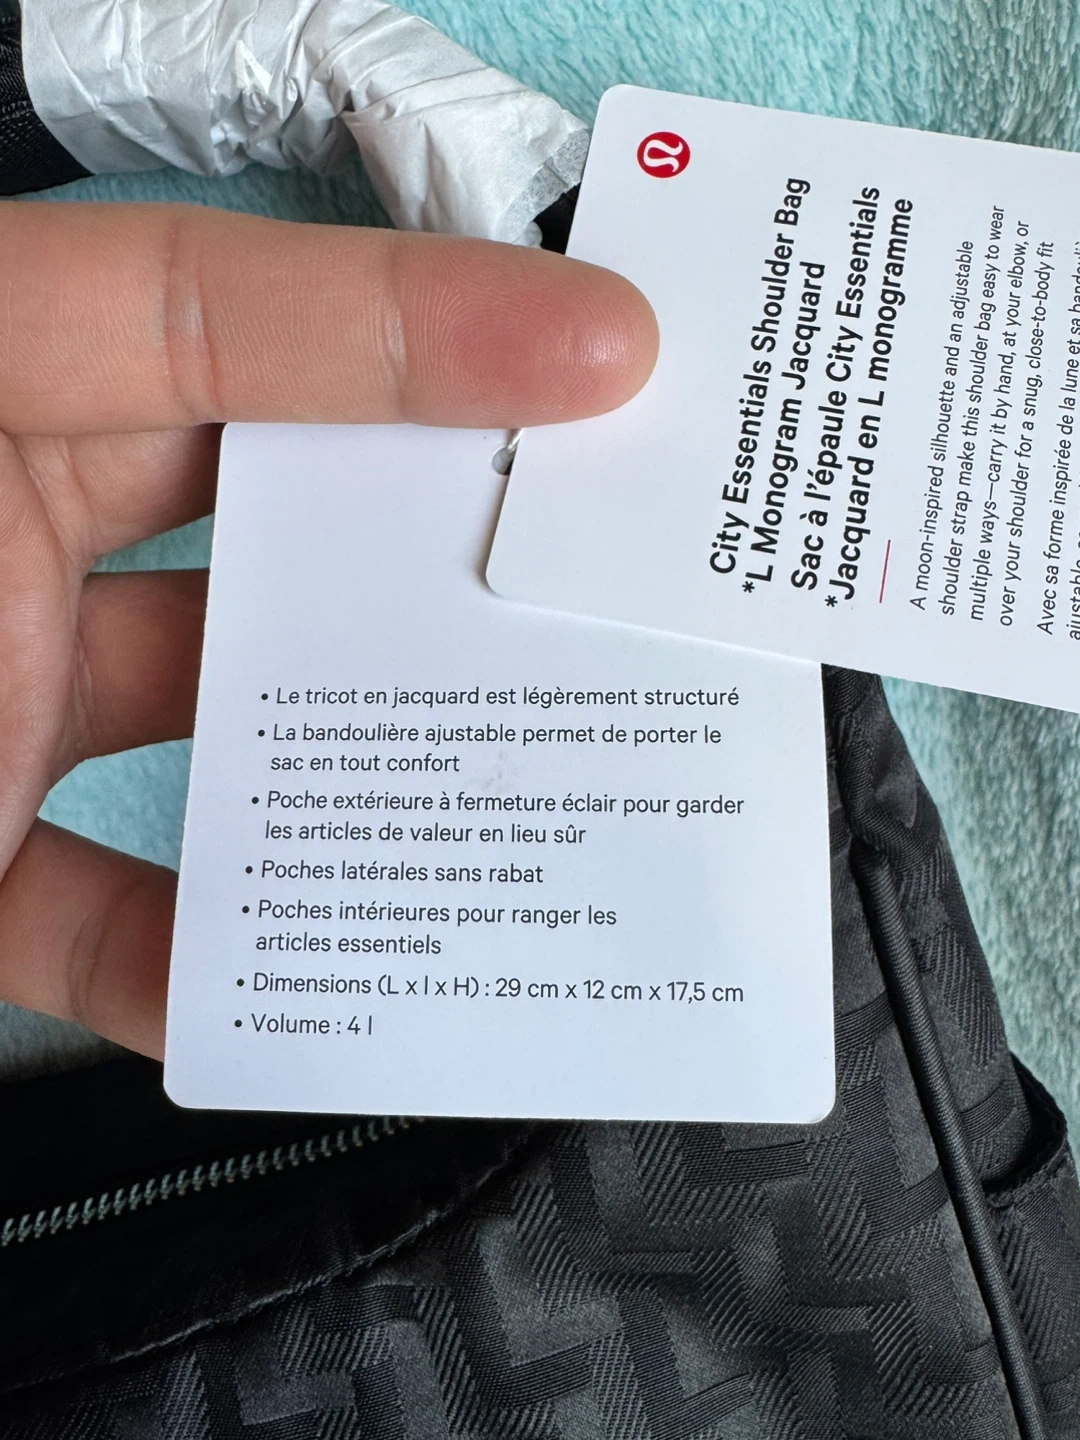 City Essentials Shoulder Bag
*L Monogram Jacquard
Sac à l'épaule City Essentials
*Jacquard en L monogramme
A moon-inspired silhouette and an adjustable
shoulder strap make this shoulder bag easy to wear
multiple ways—carry it by hand, at your elbow, or
over your shoulder for a snug, close-to-body fit
Avec sa forme inspirée de la lune et sa
• Le tricot en jacquard est légèrement structuré
• La bandoulière ajustable permet de porter le
sac en tout confort
• Poche extérieure à fermeture éclair pour garder
les articles de valeur en lieu sûr
• Poches latérales sans rabat
• Poches intérieures pour ranger les
articles essentiels
• Dimensions (L x l x H) : 29 cm x 12 cm x 17,5 cm
• Volume : 4 l